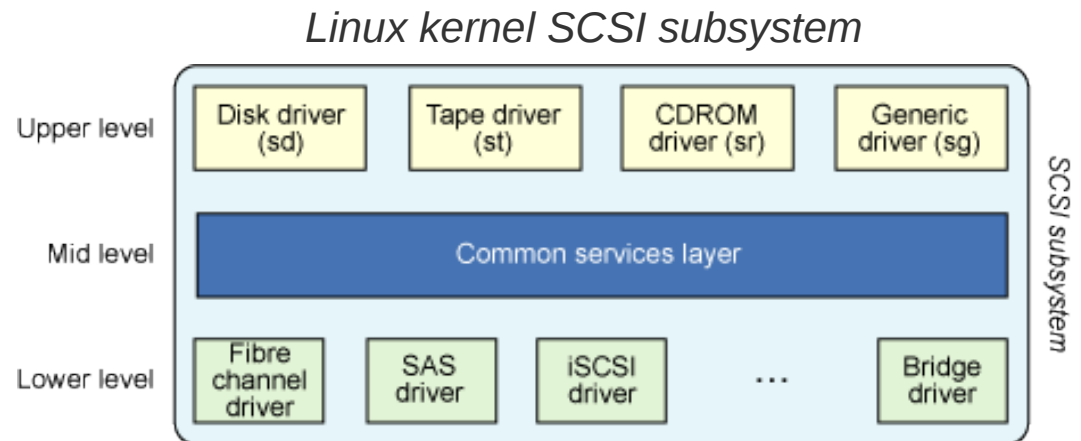 Linux kernel SCSI subsystem
Upper level
Disk driver
(sd)
Tape driver
(st)
CDROM
driver (sr)
Generic
driver (sg)
SCSI subsystem
Mid level
Common services layer
Lower level
Fibre
channel
driver
SAS
driver
iSCSI
driver
...
Bridge
driver